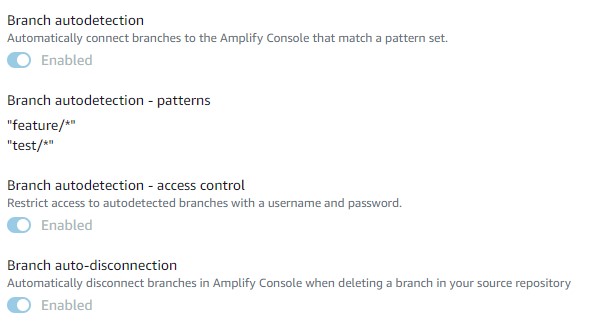 Branch autodetection
Automatically connect branches to the Amplify Console that match a pattern set.
Enabled
Branch autodetection - patterns
"feature/*"
"test/*"
Branch autodetection - access control
Restrict access to autodetected branches with a username and password.
Enabled
Branch auto-disconnection
Automatically disconnect branches in Amplify Console when deleting a branch in your source repository
Enabled